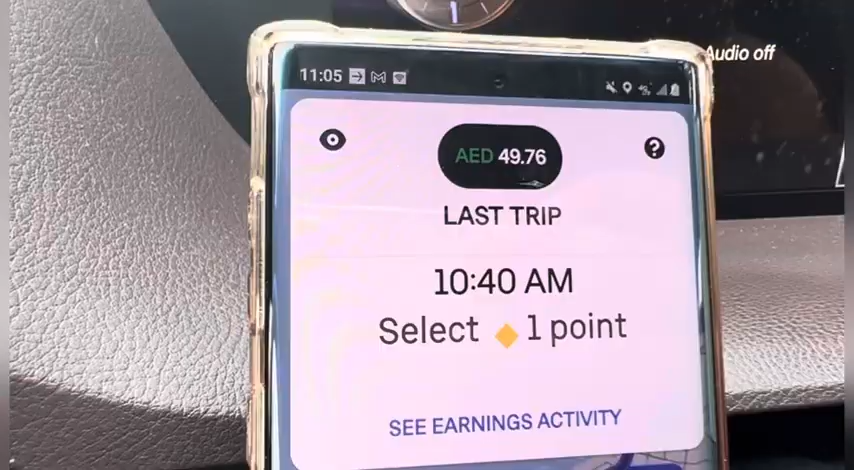 Audio off
11:05
AED 49.76
LAST TRIP
10:40 AM
Select 1 point
SEE EARNINGS ACTIVITY